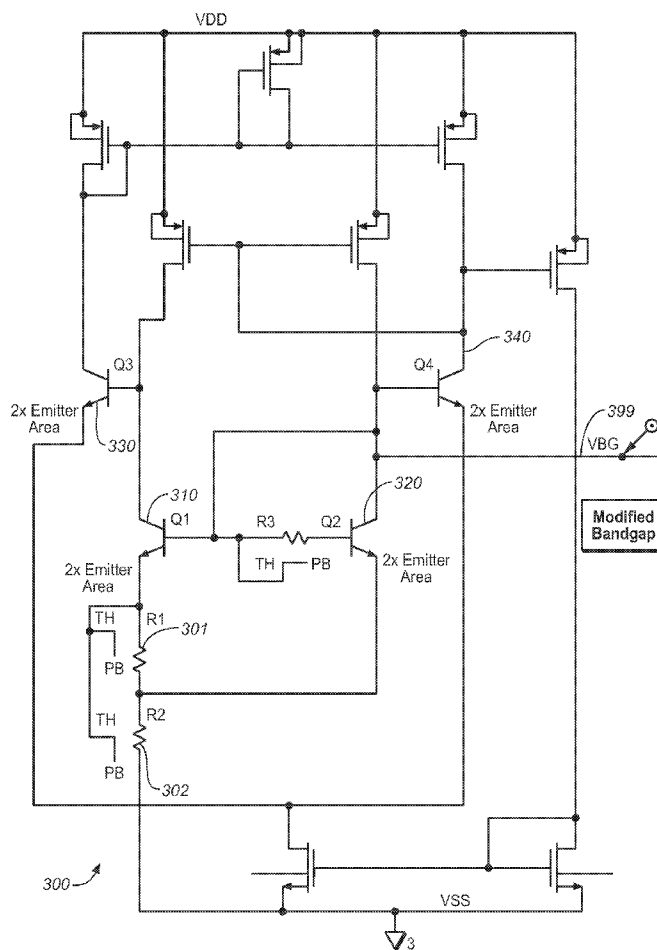 VDD
Q3
Q4
340
2x Emitter
Area
330
2x Emitter
Area
399
VBG
310
320
Q1
R3
Q2
Modified
Bandgap
2x Emitter
Area
TH
PB
2x Emitter
Area
TH
R1
301
PB
TH
R2
PB
302
300
VSS
3